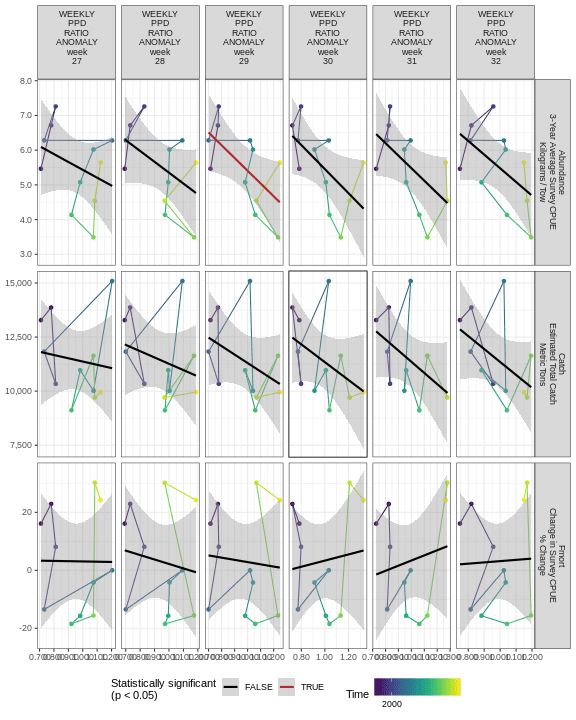 WEEKLY
PPD
RATIO
ANOMALY
week
27
WEEKLY
PPD
RATIO
ANOMALY
week
28
WEEKLY
PPD
RATIO
ANOMALY
week
29
WEEKLY
PPD
RATIO
ANOMALY
week
30
WEEKLY
PPD
RATIO
ANOMALY
week
31
WEEKLY
PPD
RATIO
ANOMALY
week
32
8.0
7.0
6.0
5.0
4.0
3.0
Abundance
3-Year Average Survey CPUE
Kilograms / Tow
15,000
12,500
10,000
7,500
Catch
Estimated Total Catch
Metric Tons
20
0
-20
Fmort
Change in Survey CPUE
% Change
0.8
1.00
1.20
Statistically significant
(p < 0.05)
FALSE
TRUE
Time
2000